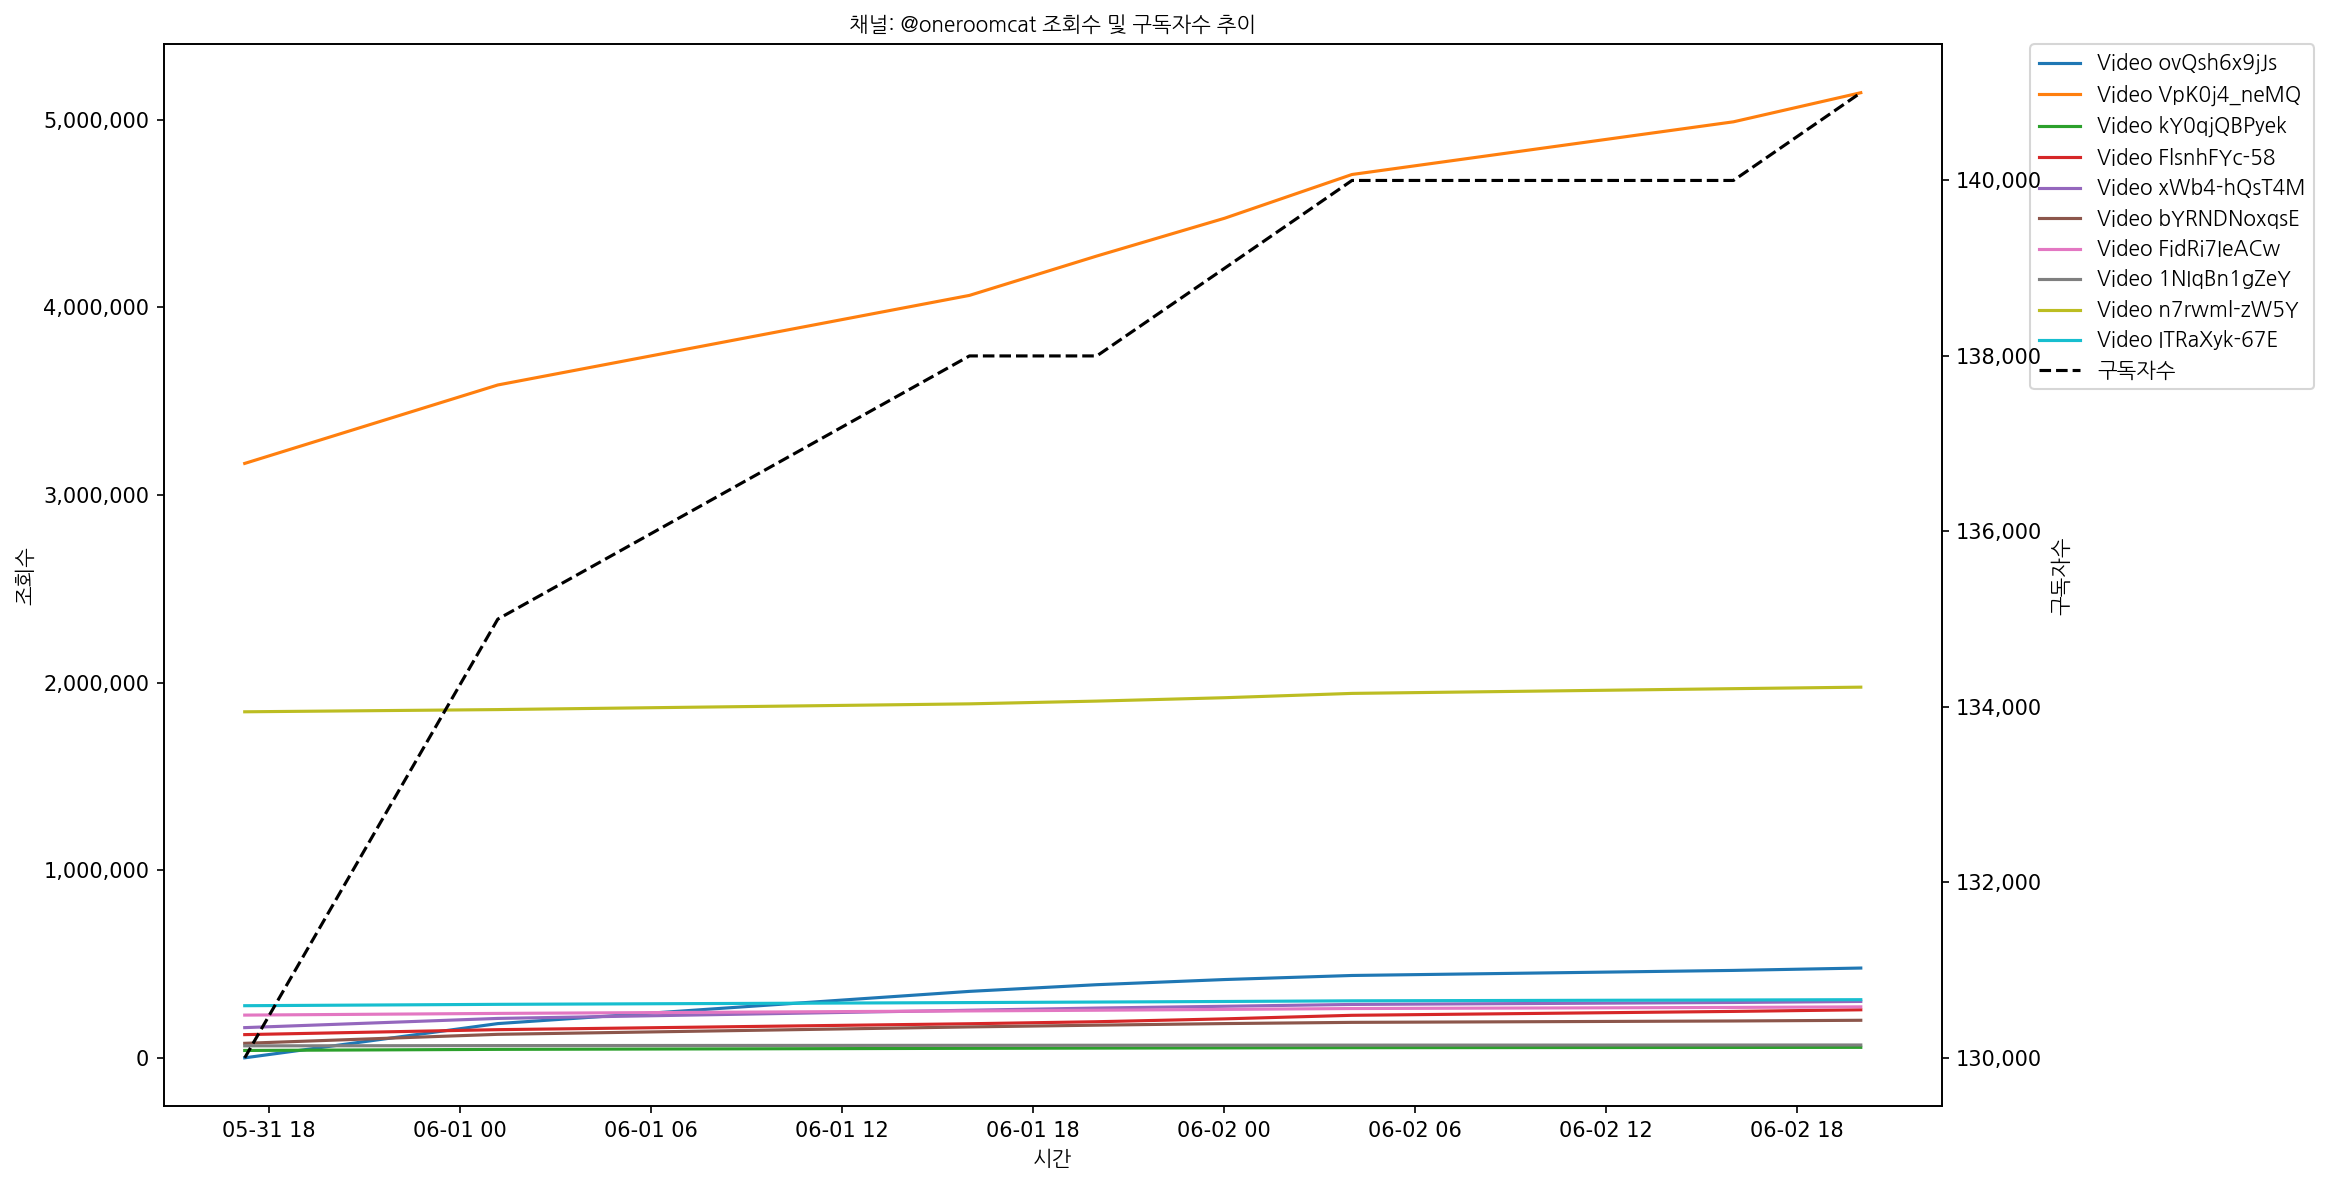 채널: @oneroomcat 조회수 및 구독자수 추이
5,000,000
4,000,000
3,000,000
2,000,000
1,000,000
0
조회수
05-31 18
06-01 00
06-01 06
06-01 12
06-01 18
06-02 00
06-02 06
06-02 12
06-02 18
시간
140,000
138,000
136,000
134,000
132,000
130,000
구독자수
Video ovQsh6x9jJs
Video VpK0j4_neMQ
Video kY0qjQBPyek
Video FlsnhFYc-58
Video xWb4-hQsT4M
Video bYRNDNoxqsE
Video FidRi7IeACw
Video 1NIqBn1gZeY
Video n7rwml-zW5Y
Video ITRaXyk-67E
구독자수